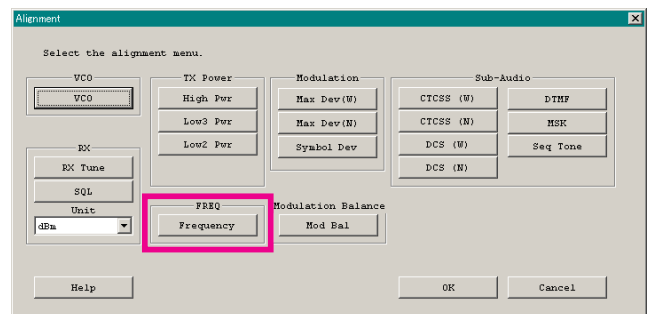 Alignment
Select the alignment menu.
VCO
VCO
TX Power
High Pwr
Low3 Pwr
Low2 Pwr
Modulation
Max Dev(W)
Max Dev(N)
Symbol Dev
Sub-Audio
CTCSS (W)
DTMF
CTCSS (N)
MSK
DCS (W)
Seq Tone
DCS (N)
RX
RX Tune
SQL
Unit
dBm
FREQ
Frequency
Modulation Balance
Mod Bal
Help
OK
Cancel